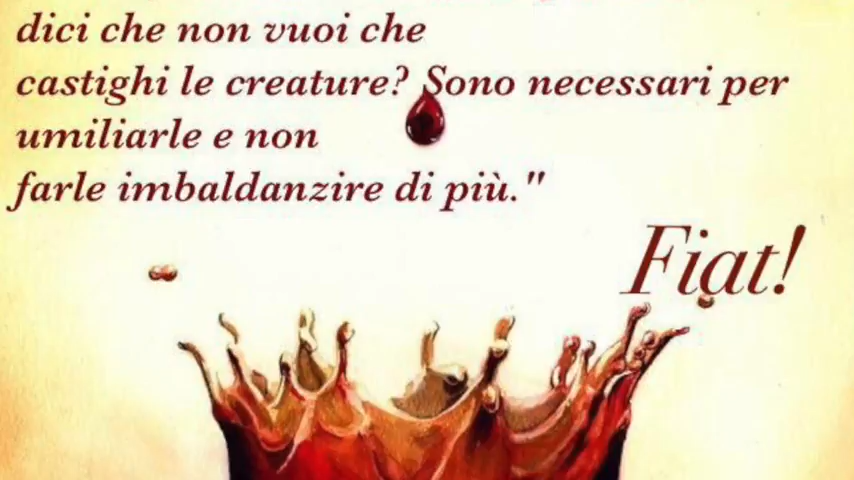 dici che non vuoi che
castighi le creature? Sono necessari per
umiliarle e non
farle imbaldanzire di più."
Fiat!